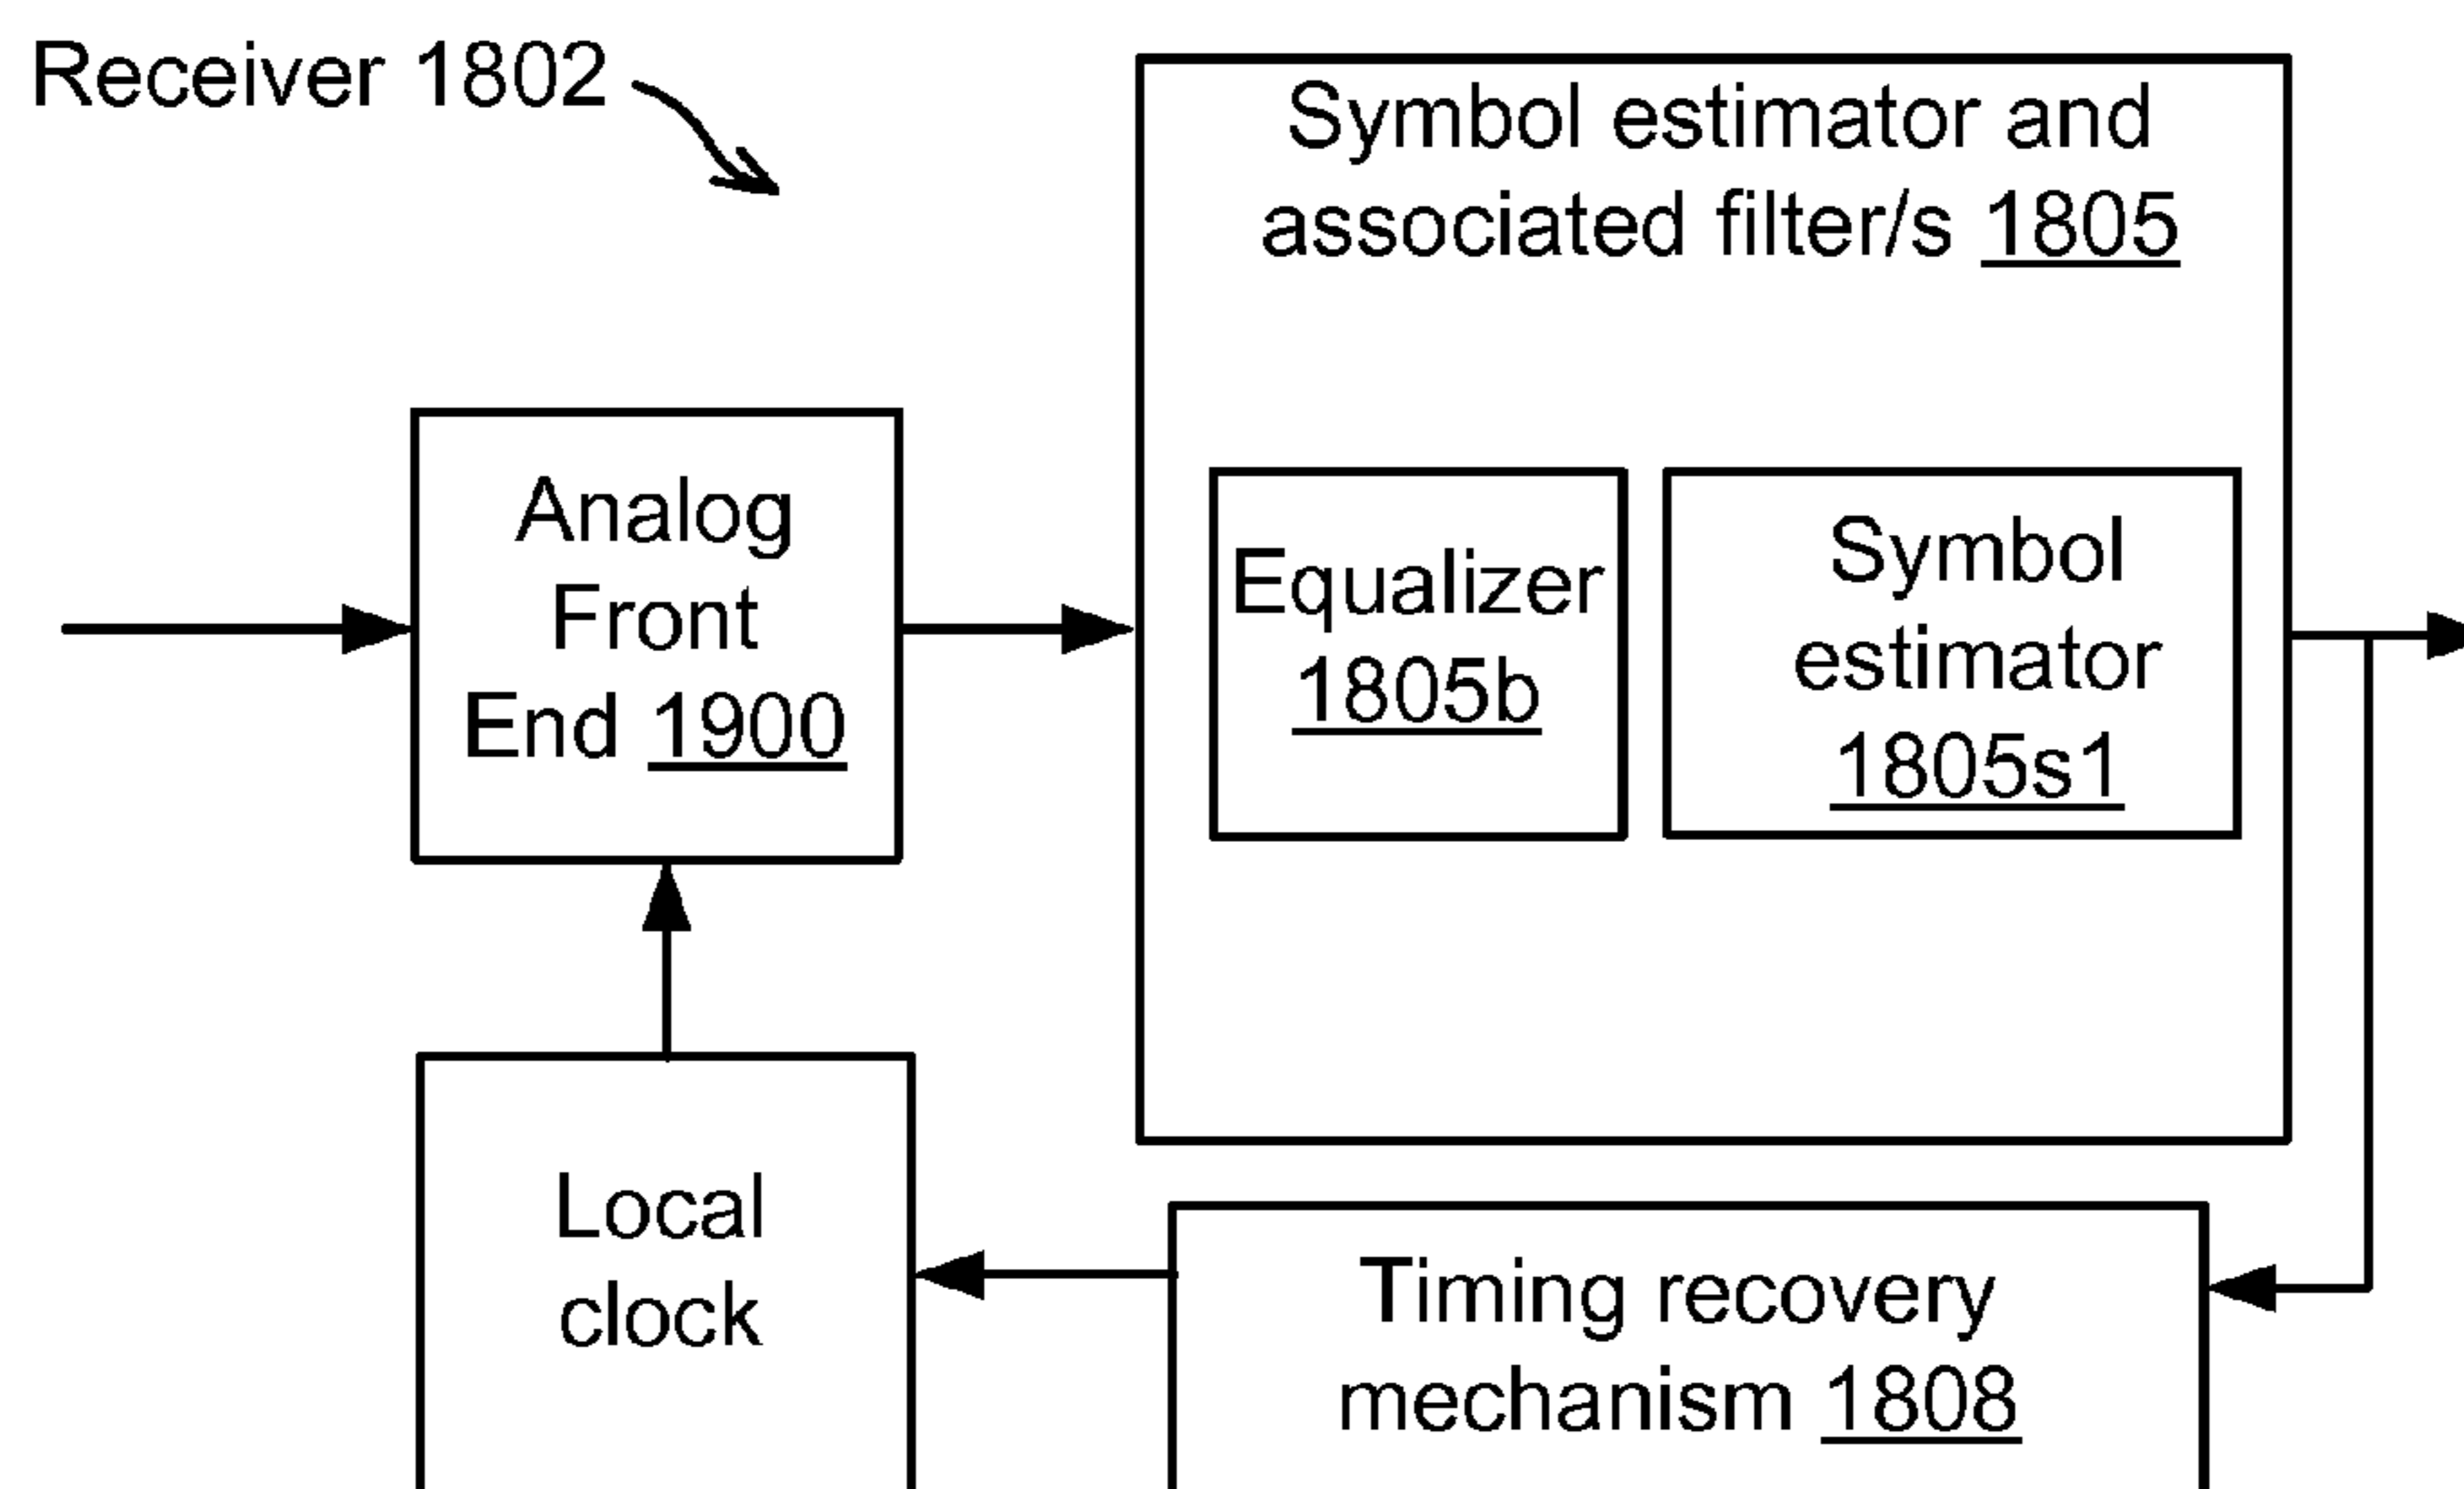 Receiver 1802
Symbol estimator and
associated filter/s 1805
Analog
Front
End 1900
Equalizer
1805b
Symbol
estimator
1805s1
Local
clock
Timing recovery
mechanism 1808